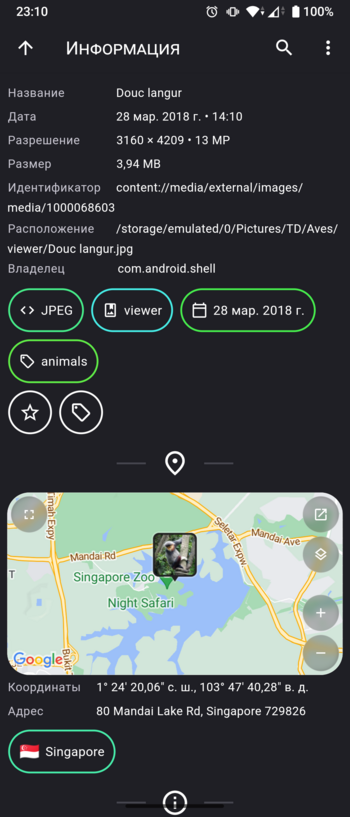 23:10
100%
Информация
Название Douc langur
Дата 28 мар. 2018 г. • 14:10
Разрешение 3160 × 4209 • 13 MP
Размер 3,94 MB
Идентификатор content://media/external/images/
media/1000068603
Расположение /storage/emulated/0/Pictures/TD/Aves/
viewer/Douc langur.jpg
Владелец com.android.shell
JPEG viewer 28 мар. 2018 г.
animals
Seletar Expy
Mandai Ave
Mandai Rd
Singapore Zoo
T
Night Safari
Google
Координаты 1° 24' 20,06" с. ш., 103° 47' 40,28" в. д.
Адрес 80 Mandai Lake Rd, Singapore 729826
Singapore